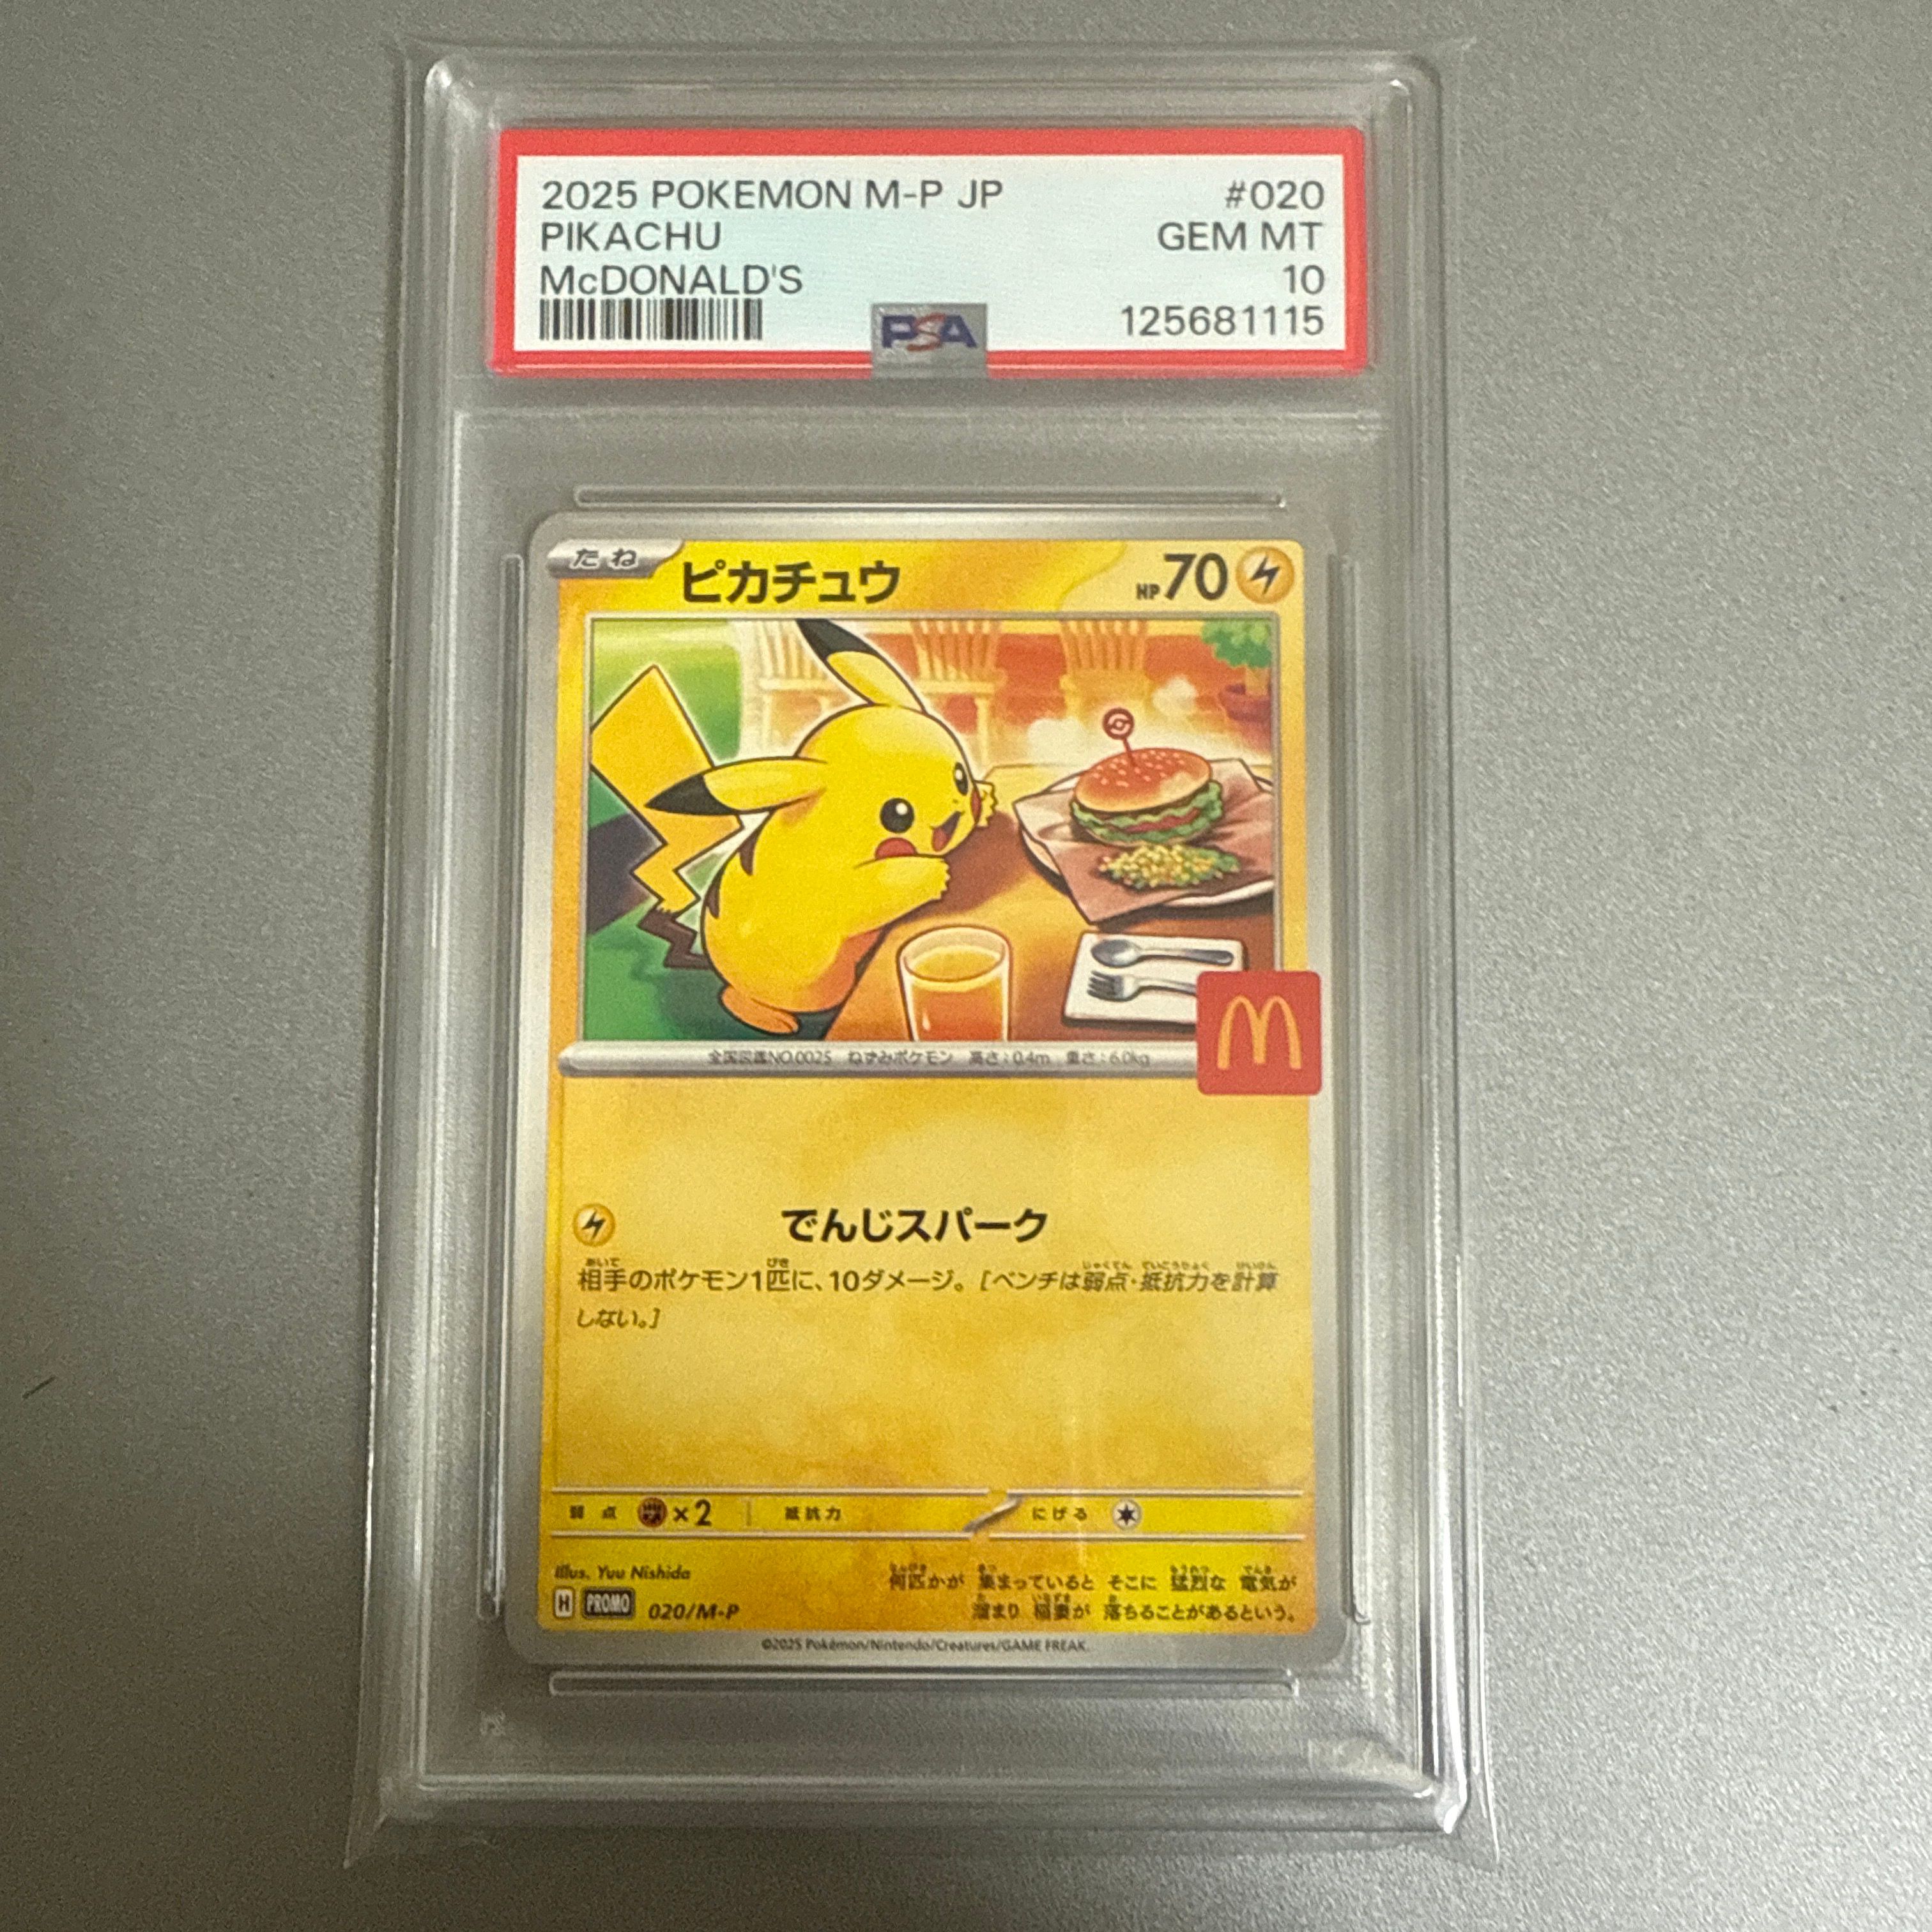 2025 POKEMON M-P JP #020
PIKACHU GEM MT
McDONALD'S 10
PSA 125681115
たね ピカチュウ HP70
M
全国図鑑NO.0025 ねずみポケモン 高さ:0.4m 重さ:6.0kg
でんじスパーク
相手のポケモン1匹に、10ダメージ。[ベンチは弱点・抵抗力を計算
しない。]
弱点 ×2 抵抗力 にげる
Illus. Yuu Nishida
何匹かが 集まっていると そこに 猛烈な 電気が
溜まり 稲妻が 落ちることがあるという。
H PROMO 020/M-P
©2025 Pokémon/Nintendo/Creatures/GAME FREAK.